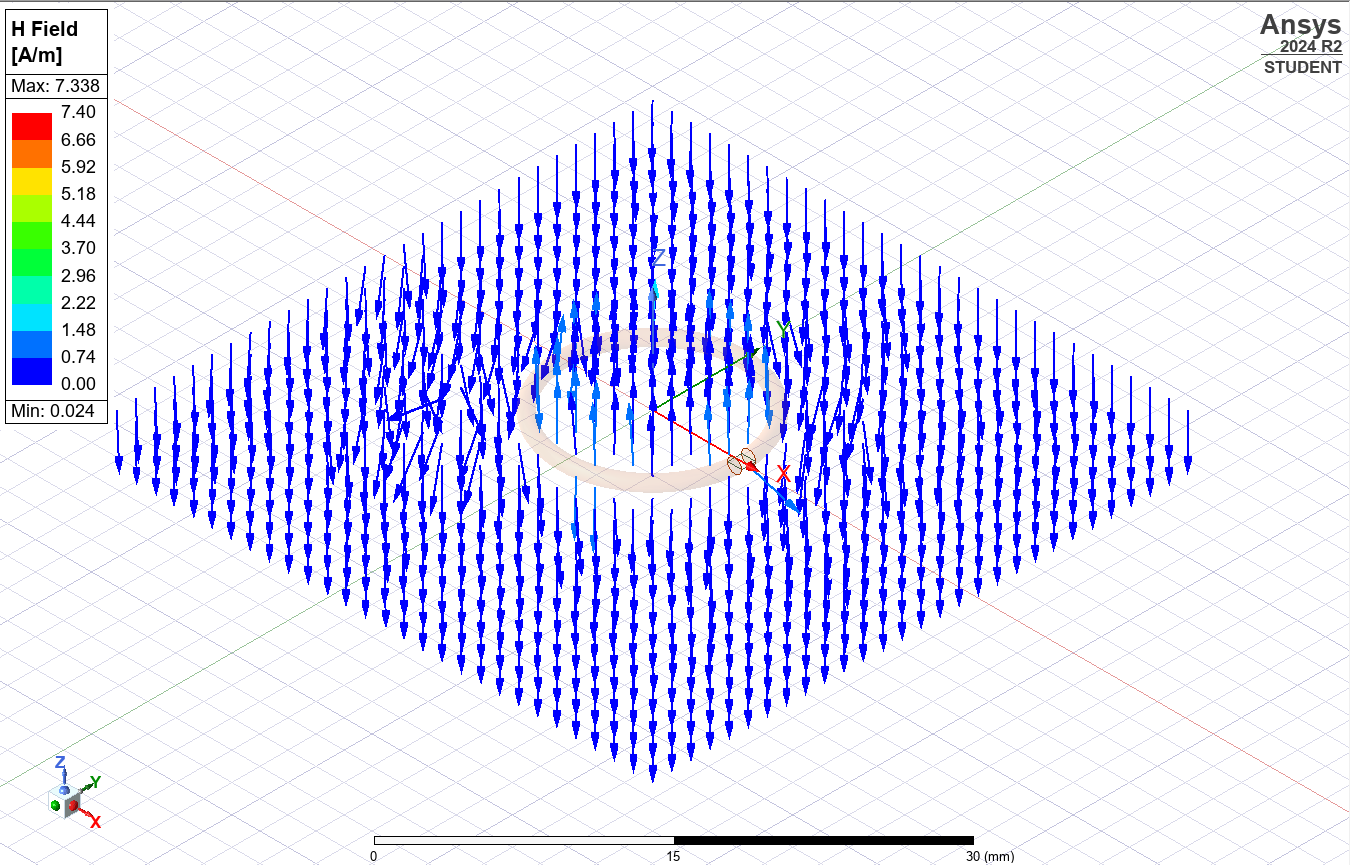 H Field
[A/m]
Max: 7.338
7.40
6.66
5.92
5.18
4.44
3.70
2.96
2.22
1.48
0.74
0.00
Min: 0.024
Ansys
2024 R2
STUDENT
Z
Y
X
Z
Y
X
0
15
30 (mm)